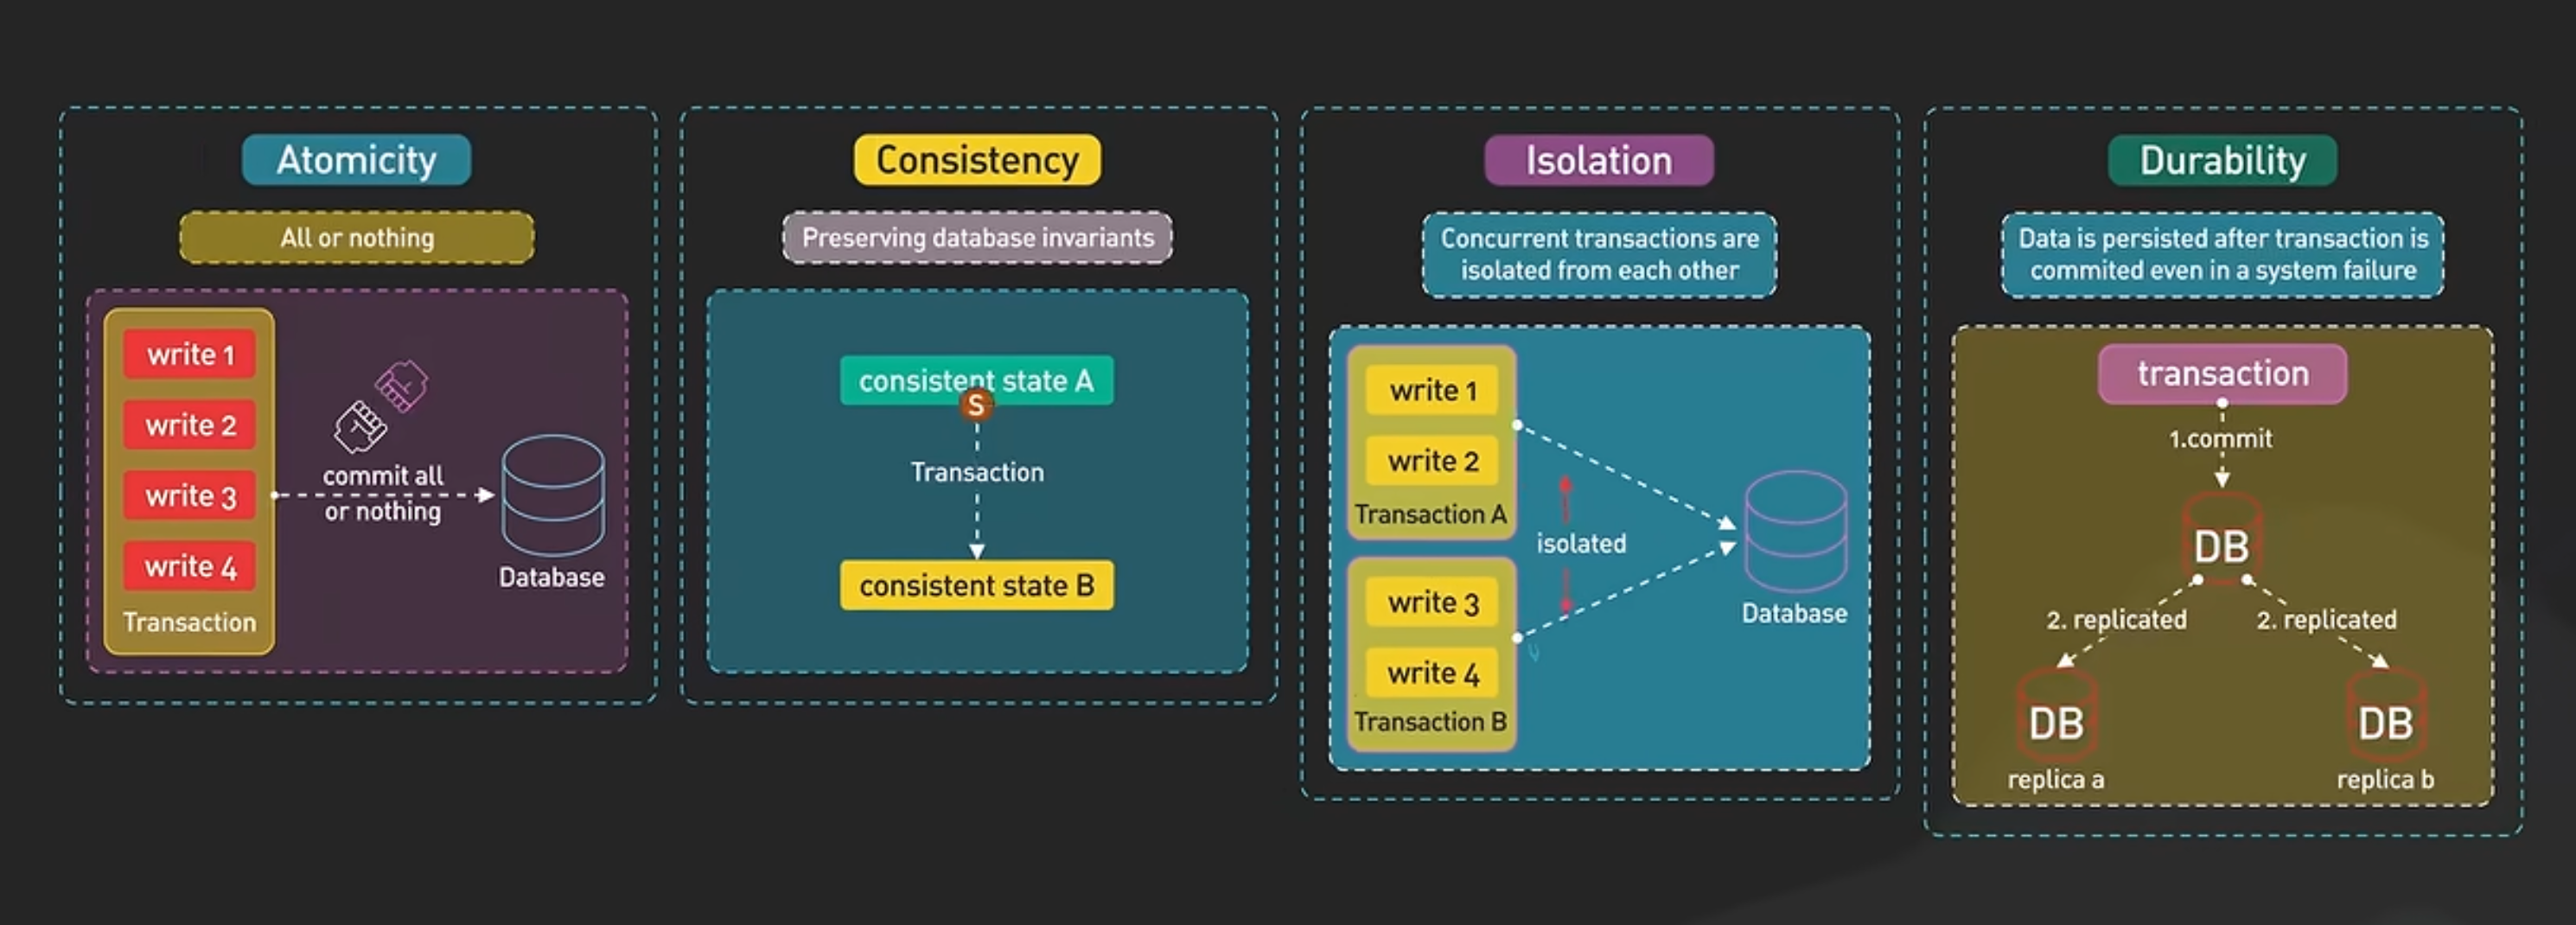 Atomicity
All or nothing
write 1
write 2
write 3
write 4
Transaction
commit all
or nothing
Database
Consistency
Preserving database invariants
consistent state A
S
Transaction
consistent state B
Isolation
Concurrent transactions are
isolated from each other
write 1
write 2
Transaction A
write 3
write 4
Transaction B
isolated
Database
Durability
Data is persisted after transaction is
commited even in a system failure
transaction
1.commit
DB
2. replicated
2. replicated
DB
replica a
DB
replica b